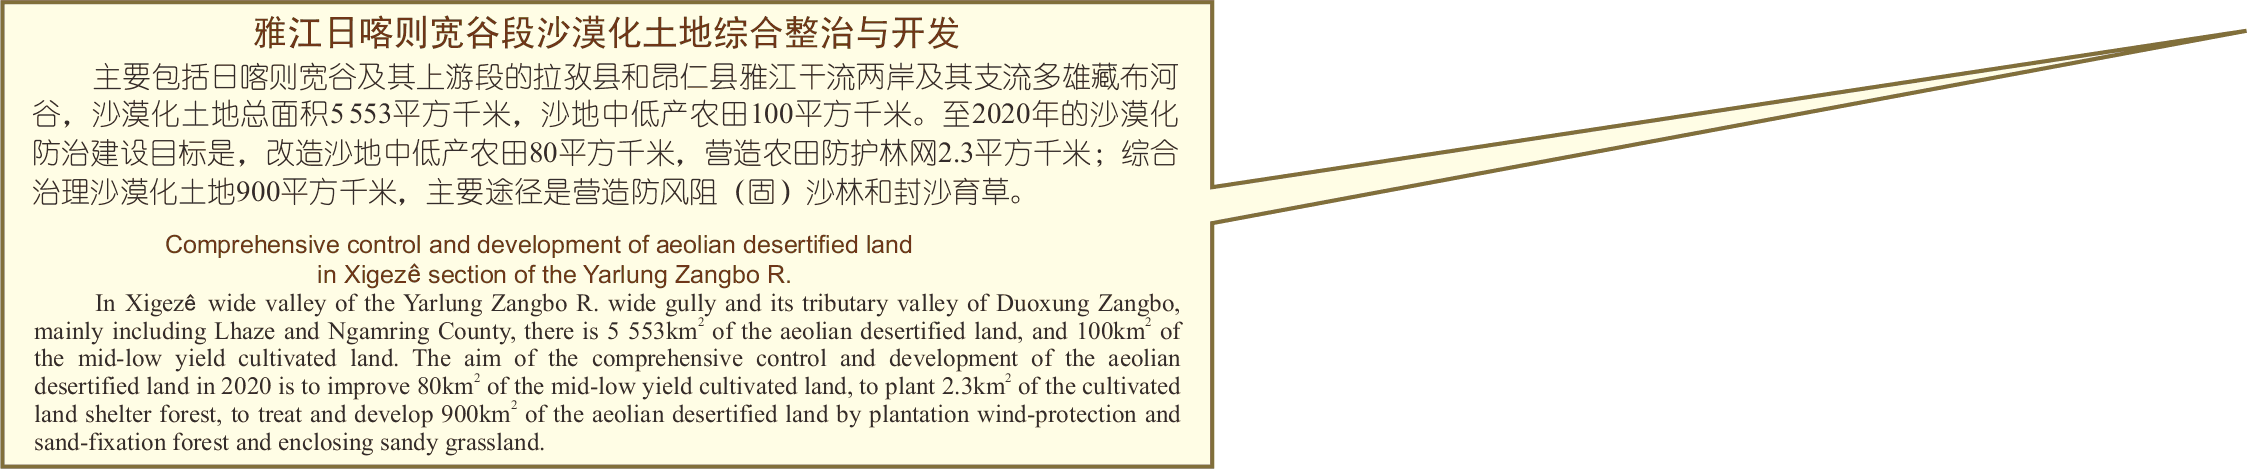 雅江日喀则宽谷段沙漠化土地综合整治与开发
主要包括日喀则宽谷及其上游段的拉孜县和昂仁县雅江干流两岸及其支流多雄藏布河
谷，沙漠化土地总面积5 553平方千米，沙地中低产农田100平方千米。至2020年的沙漠化
防治建设目标是，改造沙地中低产农田80平方千米，营造农田防护林网2.3平方千米；综合
治理沙漠化土地900平方千米，主要途径是营造防风阻（固）沙林和封沙育草。
Comprehensive control and development of aeolian desertified land
in Xigezê section of the Yarlung Zangbo R.
In Xigezê wide valley of the Yarlung Zangbo R. wide gully and its tributary valley of Duoxung Zangbo,
mainly including Lhaze and Ngamring County, there is 5 553km² of the aeolian desertified land, and 100km² of
the mid-low yield cultivated land. The aim of the comprehensive control and development of the aeolian
desertified land in 2020 is to improve 80km² of the mid-low yield cultivated land, to plant 2.3km² of the cultivated
land shelter forest, to treat and develop 900km² of the aeolian desertified land by plantation wind-protection and
sand-fixation forest and enclosing sandy grassland.